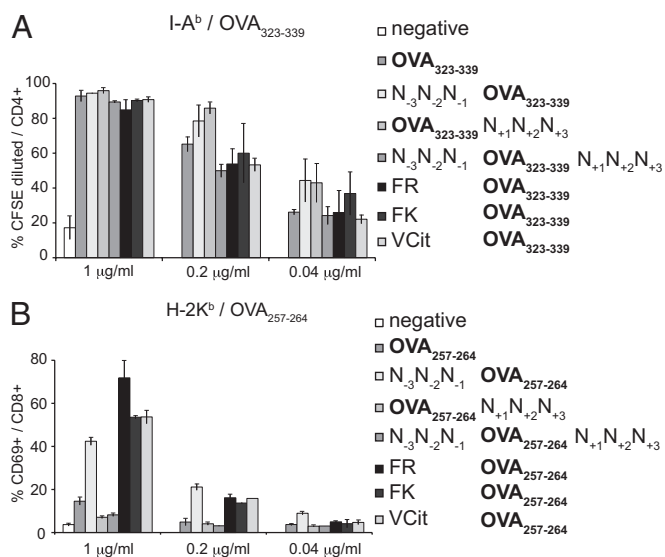 A
I-Aᵇ / OVA₃₂₃₋₃₃₉
% CFSE diluted / CD4+
100
80
60
40
20
0
1 µg/ml
0.2 µg/ml
0.04 µg/ml
negative
OVA₃₂₃₋₃₃₉
N₋₃N₋₂N₋₁ OVA₃₂₃₋₃₃₉
OVA₃₂₃₋₃₃₉ N₊₁N₊₂N₊₃
N₋₃N₋₂N₋₁ OVA₃₂₃₋₃₃₉ N₊₁N₊₂N₊₃
FR OVA₃₂₃₋₃₃₉
FK OVA₃₂₃₋₃₃₉
VCit OVA₃₂₃₋₃₃₉
B
H-2Kᵇ / OVA₂₅₇₋₂₆₄
% CD69+ / CD8+
80
60
40
20
0
1 µg/ml
0.2 µg/ml
0.04 µg/ml
negative
OVA₂₅₇₋₂₆₄
N₋₃N₋₂N₋₁ OVA₂₅₇₋₂₆₄
OVA₂₅₇₋₂₆₄ N₊₁N₊₂N₊₃
N₋₃N₋₂N₋₁ OVA₂₅₇₋₂₆₄ N₊₁N₊₂N₊₃
FR OVA₂₅₇₋₂₆₄
FK OVA₂₅₇₋₂₆₄
VCit OVA₂₅₇₋₂₆₄